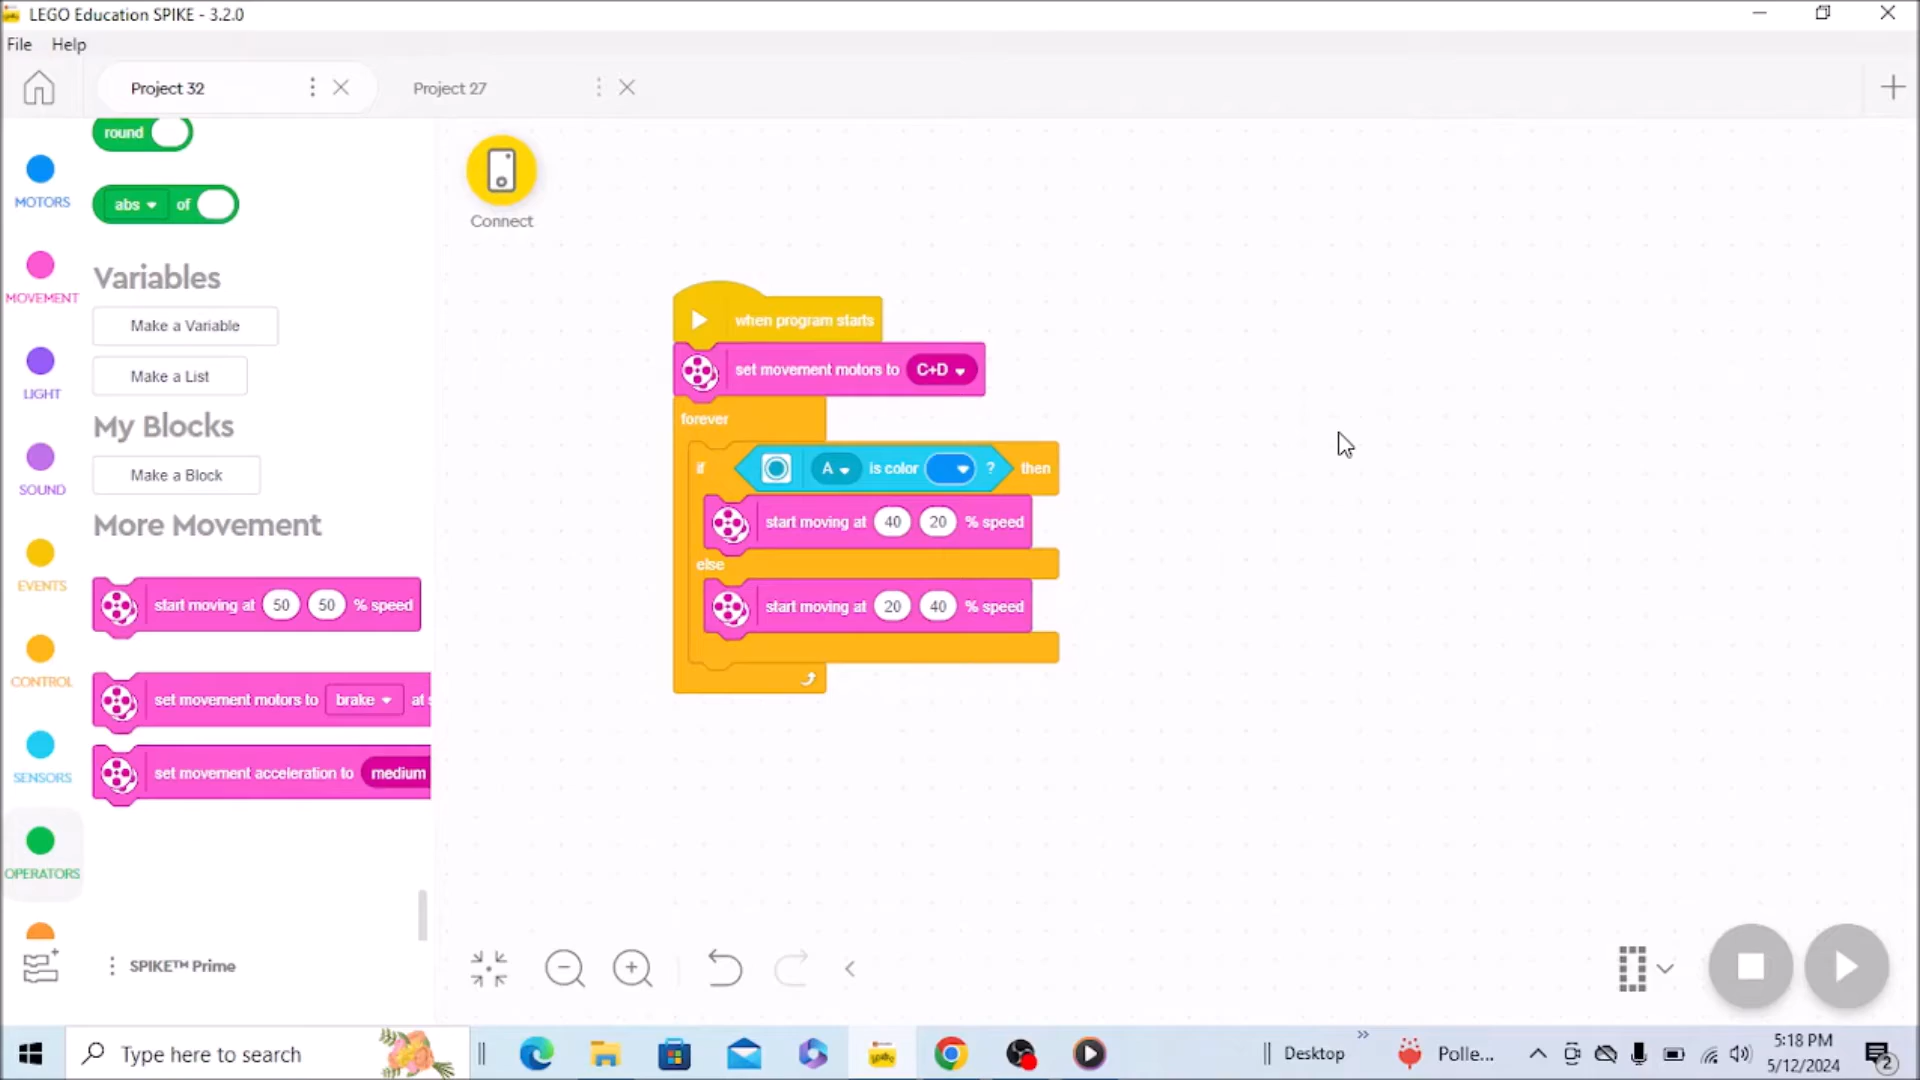 LEGO Education SPIKE - 3.2.0
File Help
Project 32
Project 27
MOTORS
MOVEMENT
LIGHT
SOUND
EVENTS
CONTROL
SENSORS
OPERATORS
round
abs of
Variables
Make a Variable
Make a List
My Blocks
Make a Block
More Movement
start moving at 50 50 % speed
set movement motors to brake at
set movement acceleration to medium
SPIKE™ Prime
Connect
when program starts
set movement motors to C+D
forever
if A is color ? then
start moving at 40 20 % speed
else
start moving at 20 40 % speed
Type here to search
Desktop
Polle...
5:18 PM
5/12/2024
2